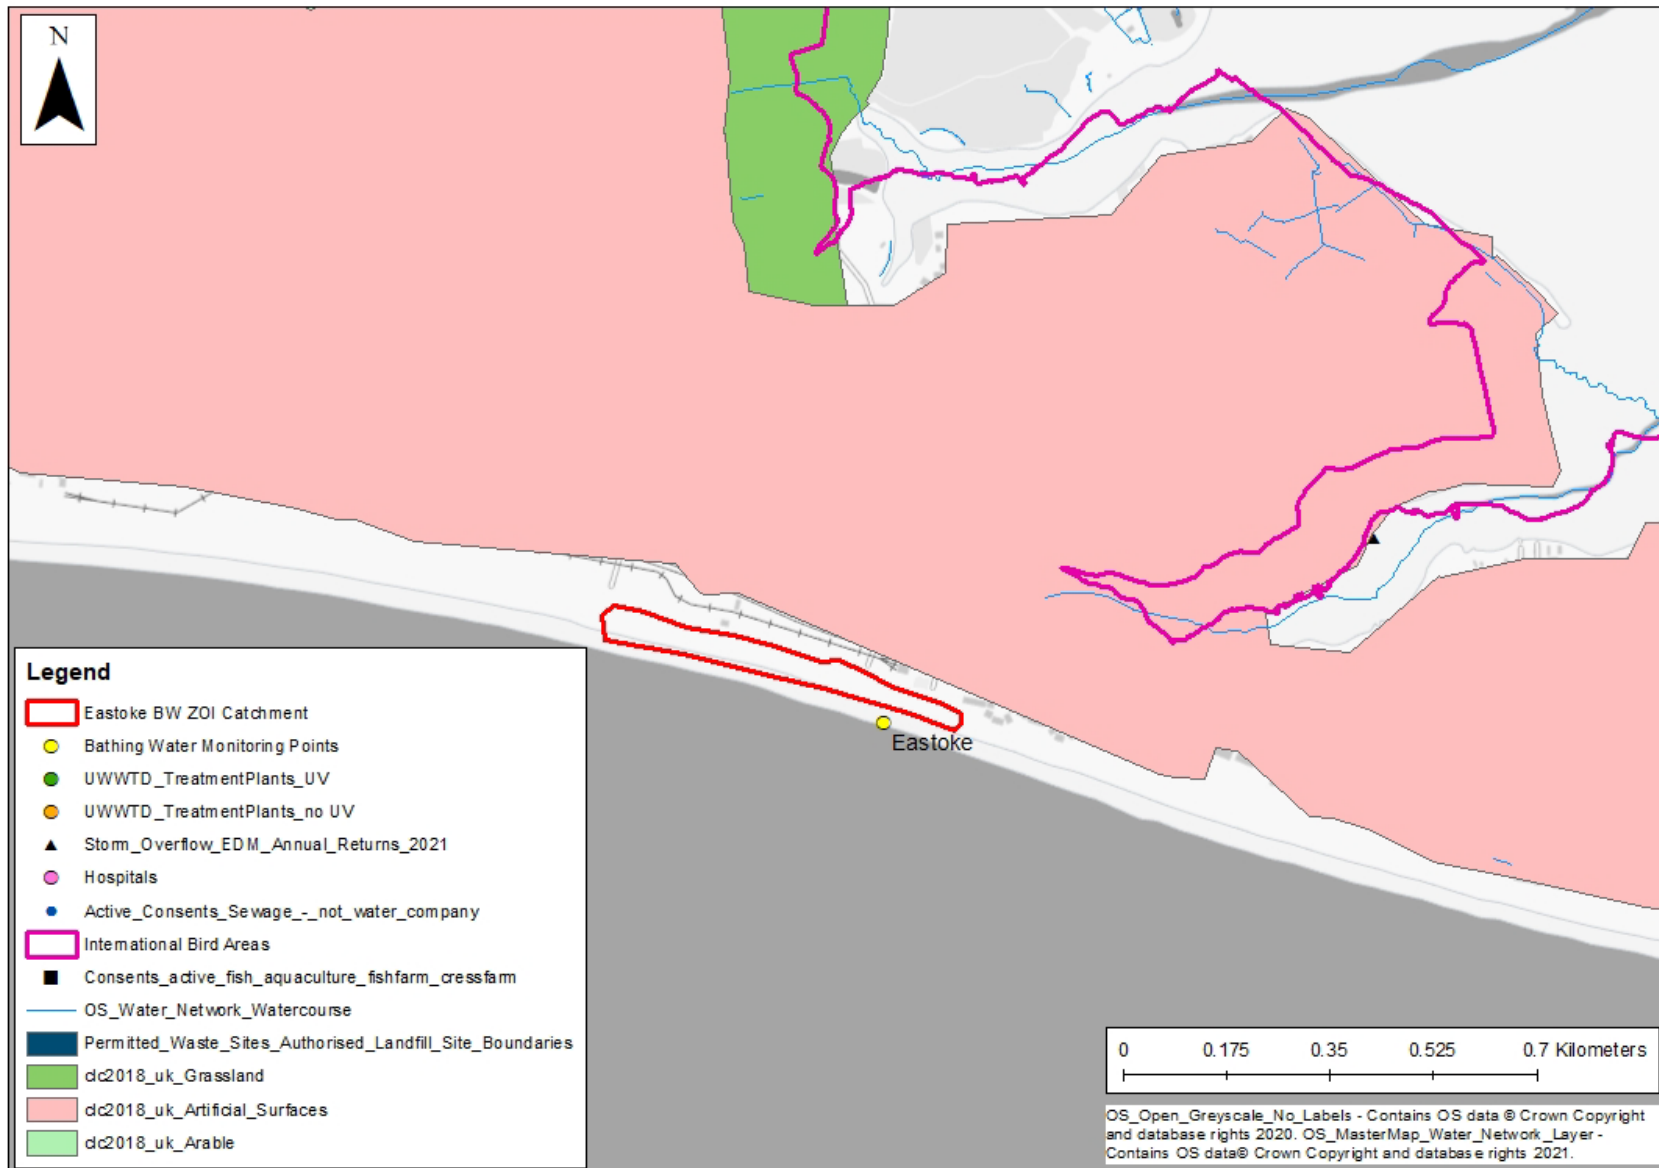 N
Eastoke
Legend
Eastoke BW ZOI Catchment
Bathing Water Monitoring Points
UWWTD_TreatmentPlants_UV
UWWTD_TreatmentPlants_no UV
Storm_Overflow_EDM_Annual_Returns_2021
Hospitals
Active_Consents_Sewage_-_not_water_company
International Bird Areas
Consents_active_fish_aquaculture_fishfarm_cressfarm
OS_Water_Network_Watercourse
Permitted_Waste_Sites_Authorised_Landfill_Site_Boundaries
clc2018_uk_Grassland
clc2018_uk_Artificial_Surfaces
clc2018_uk_Arable
0 0.175 0.35 0.525 0.7 Kilometers
OS_Open_Greyscale_No_Labels - Contains OS data © Crown Copyright
and database rights 2020. OS_MasterMap_Water_Network_Layer -
Contains OS data© Crown Copyright and database rights 2021.